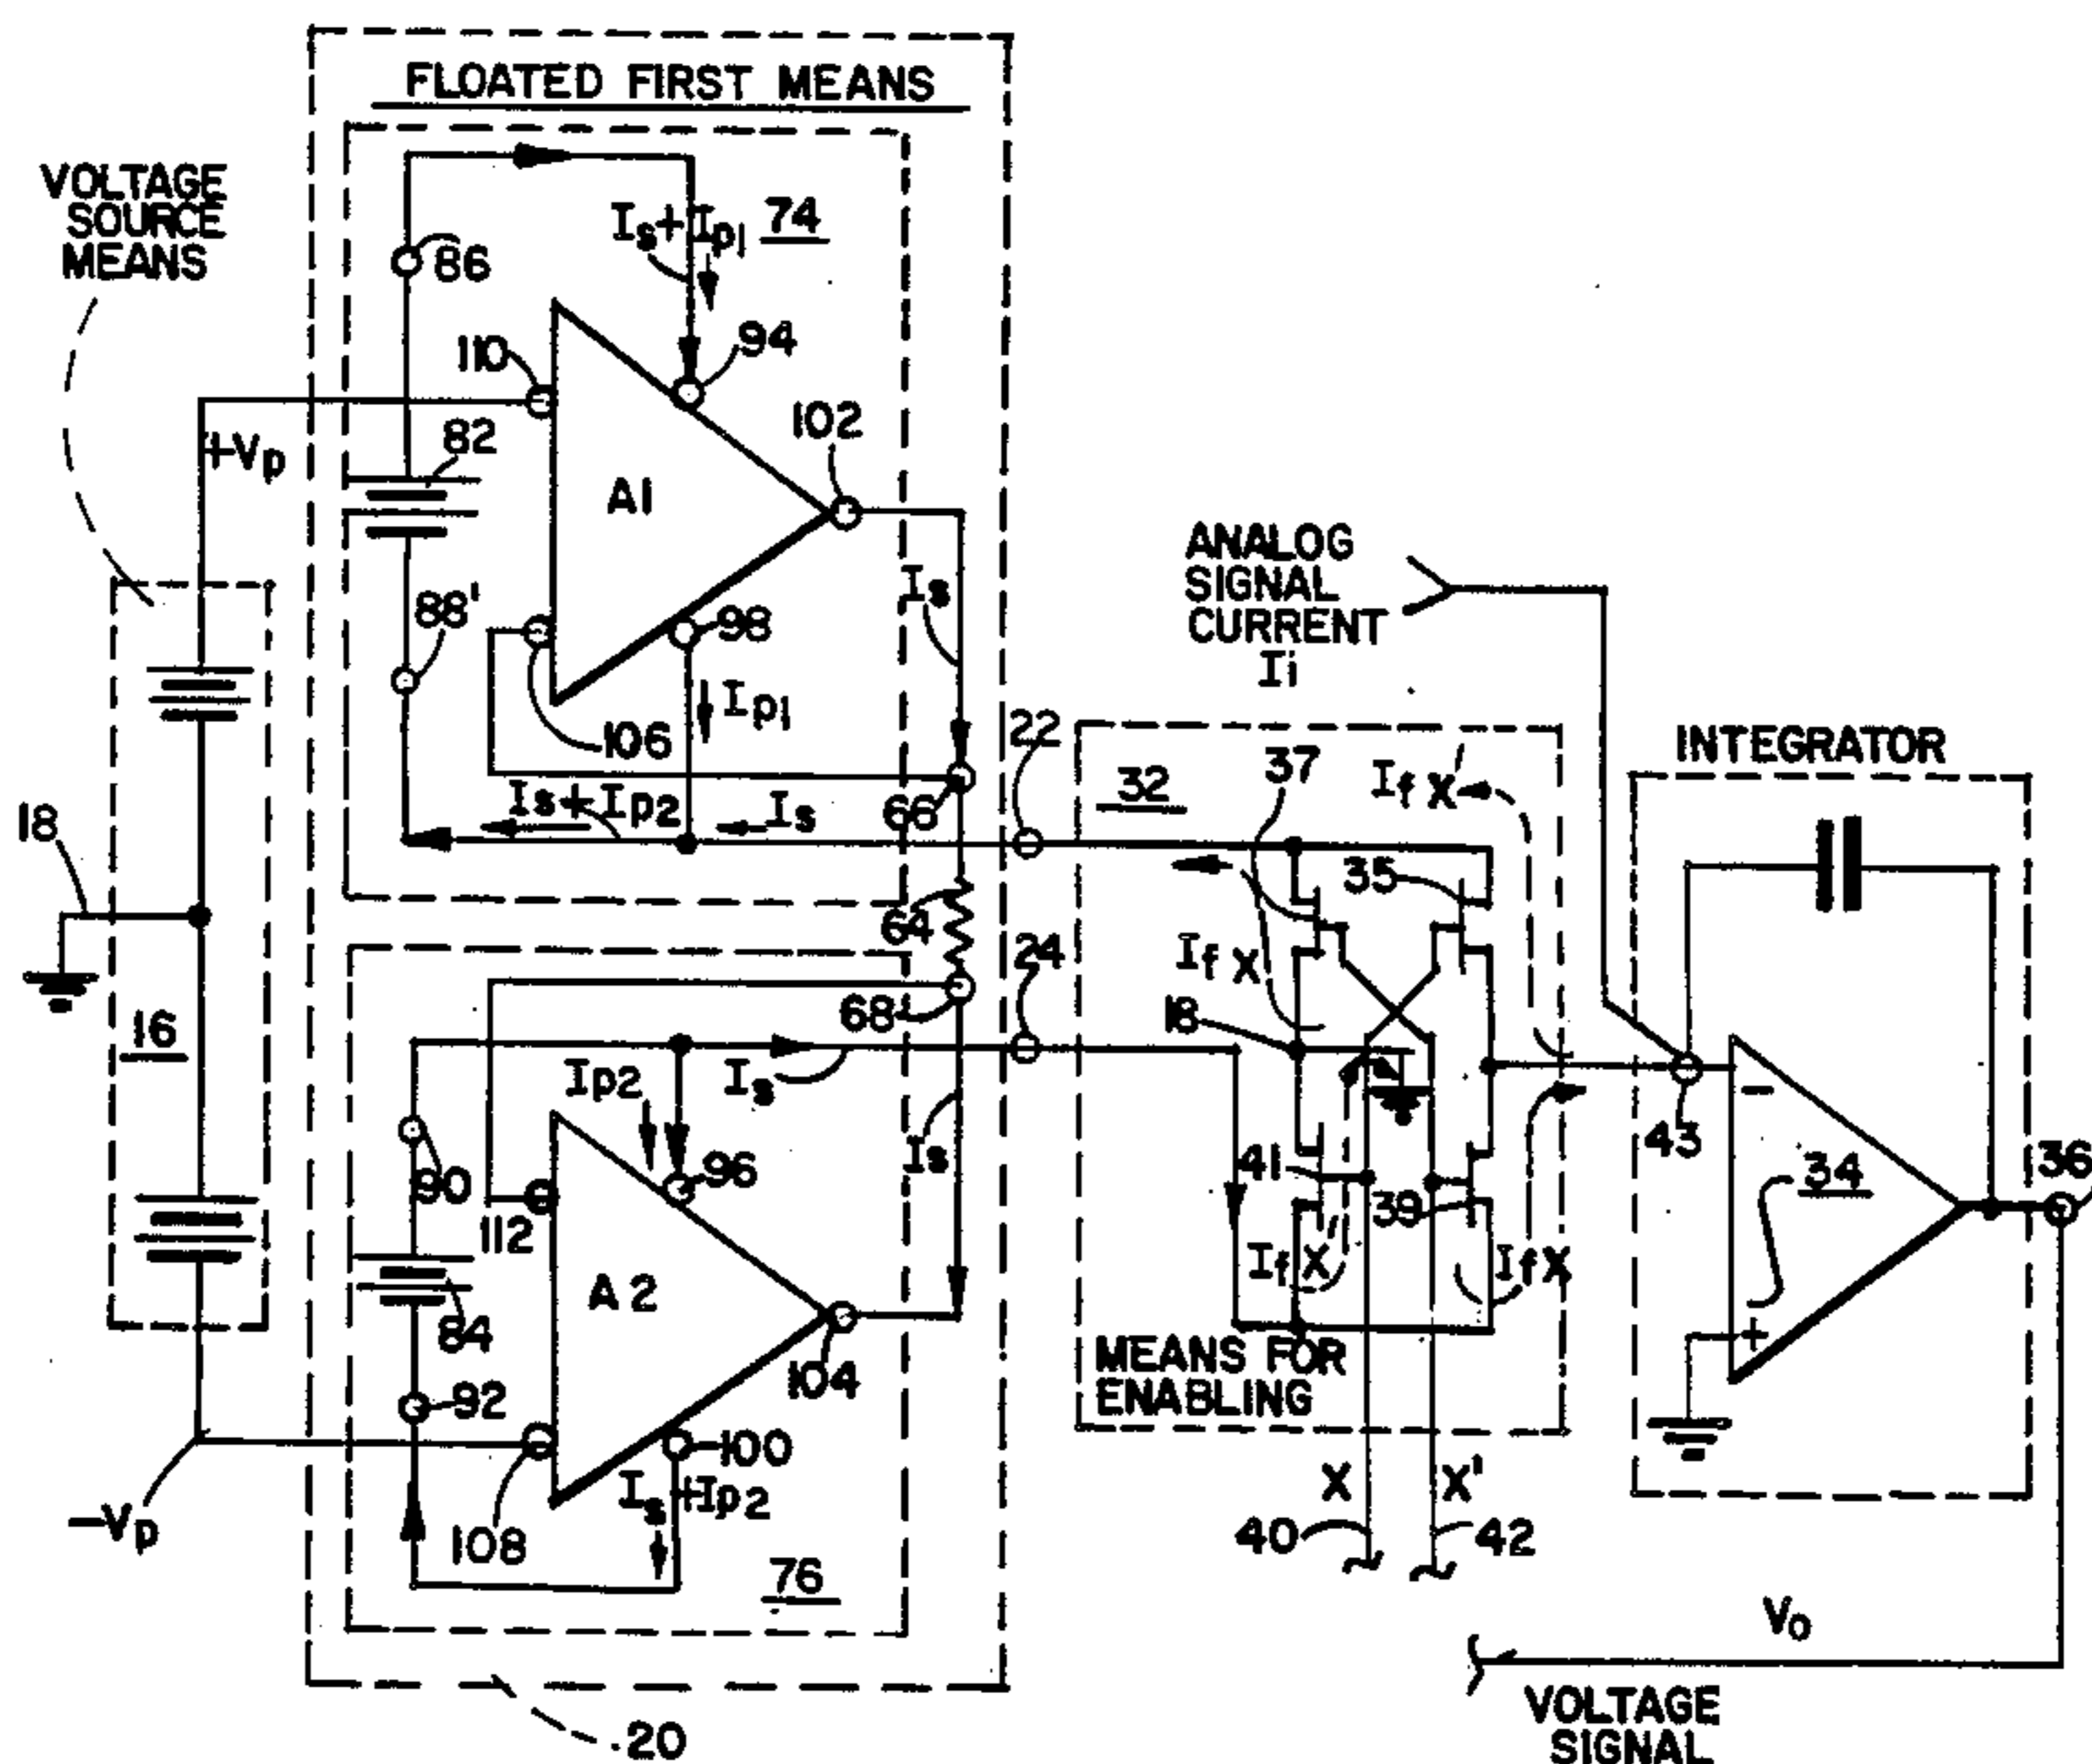 FLOATED FIRST MEANS
VOLTAGE
SOURCE
MEANS
86
Is+Ip1
74
110
94
+Vp
82
102
A1
ANALOG
SIGNAL
CURRENT
Ii
Is
88'
98
Ip1
106
22
INTEGRATOR
32
37
If X'
Is+Ip2
Is
66
18
35
64
24
If X
68
18
16
Ip2
Is
90
96
Is
41
39
43
34
36
112
If X'
If X
A2
84
MEANS FOR
ENABLING
104
92
-
+
100
Is+Ip2
X
X'
-Vp
108
40
42
76
Vo
20
VOLTAGE
SIGNAL